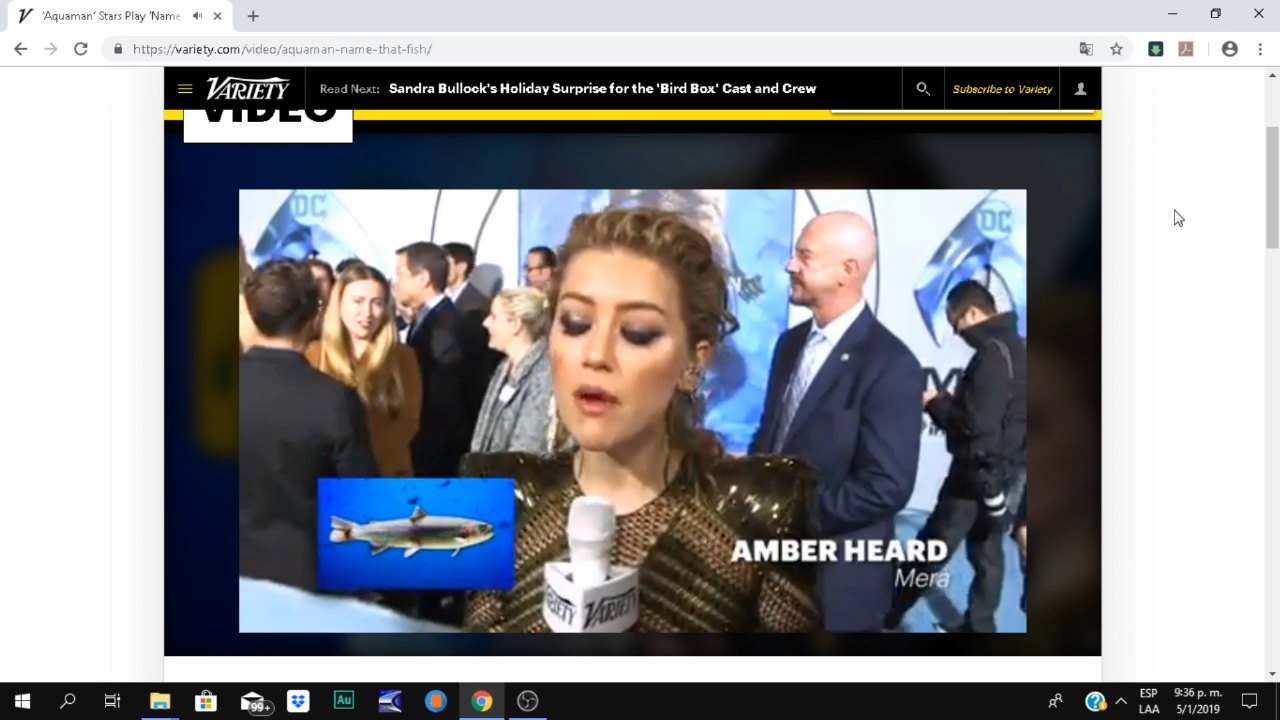 'Aquaman' Stars Play 'Name
https://variety.com/video/aquaman-name-that-fish/
VARIETY
Read Next: Sandra Bullock's Holiday Surprise for the 'Bird Box' Cast and Crew
Subscribe to Variety
VIDEO
DC
DC
AMBER HEARD
Mera
VARIETY
99+
Au
ESP
LAA
9:36 p. m.
5/1/2019